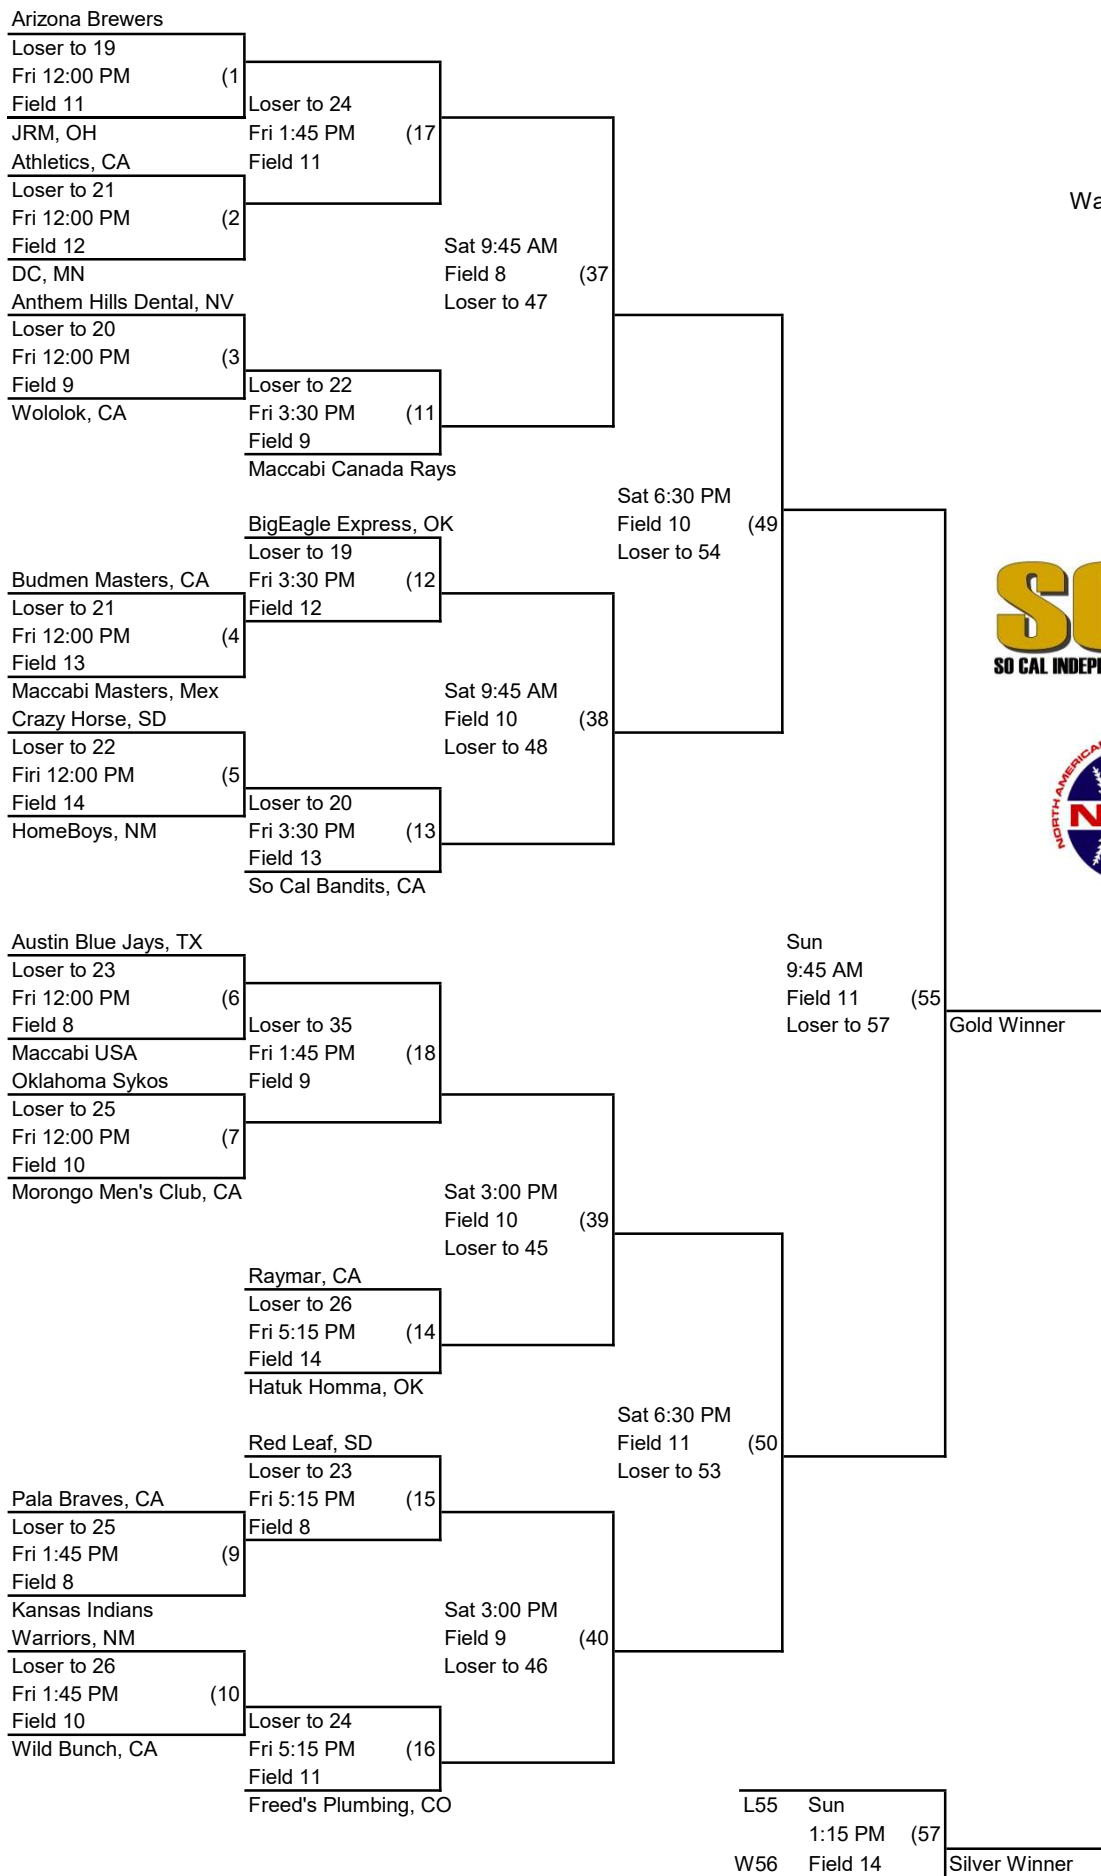 Arizona Brewers
Loser to 19
Fri 12:00 PM (1
Field 11
JRM, OH
Loser to 24
Fri 1:45 PM (17
Field 11
Athletics, CA
Loser to 21
Fri 12:00 PM (2
Field 12
DC, MN
Wa
Sat 9:45 AM
Field 8 (37
Loser to 47
Anthem Hills Dental, NV
Loser to 20
Fri 12:00 PM (3
Field 9
Wololok, CA
Loser to 22
Fri 3:30 PM (11
Field 9
Maccabi Canada Rays
Sat 6:30 PM
Field 10 (49
Loser to 54
BigEagle Express, OK
Loser to 19
Fri 3:30 PM (12
Field 12
Budmen Masters, CA
Loser to 21
Fri 12:00 PM (4
Field 13
Maccabi Masters, Mex
SO CAL INDEP
Sat 9:45 AM
Field 10 (38
Loser to 48
Crazy Horse, SD
Loser to 22
Firi 12:00 PM (5
Field 14
HomeBoys, NM
Loser to 20
Fri 3:30 PM (13
Field 13
So Cal Bandits, CA
NORTH AMERICAN
N
Austin Blue Jays, TX
Loser to 23
Fri 12:00 PM (6
Field 8
Maccabi USA
Loser to 35
Fri 1:45 PM (18
Field 9
Oklahoma Sykos
Loser to 25
Fri 12:00 PM (7
Field 10
Morongo Men's Club, CA
Sun
9:45 AM
Field 11 (55
Loser to 57
Gold Winner
Sat 3:00 PM
Field 10 (39
Loser to 45
Raymar, CA
Loser to 26
Fri 5:15 PM (14
Field 14
Hatuk Homma, OK
Sat 6:30 PM
Field 11 (50
Loser to 53
Red Leaf, SD
Loser to 23
Fri 5:15 PM (15
Field 8
Pala Braves, CA
Loser to 25
Fri 1:45 PM (9
Field 8
Kansas Indians
Sat 3:00 PM
Field 9 (40
Loser to 46
Warriors, NM
Loser to 26
Fri 1:45 PM (10
Field 10
Wild Bunch, CA
Loser to 24
Fri 5:15 PM (16
Field 11
Freed's Plumbing, CO
L55 Sun
1:15 PM (57
W56 Field 14
Silver Winner